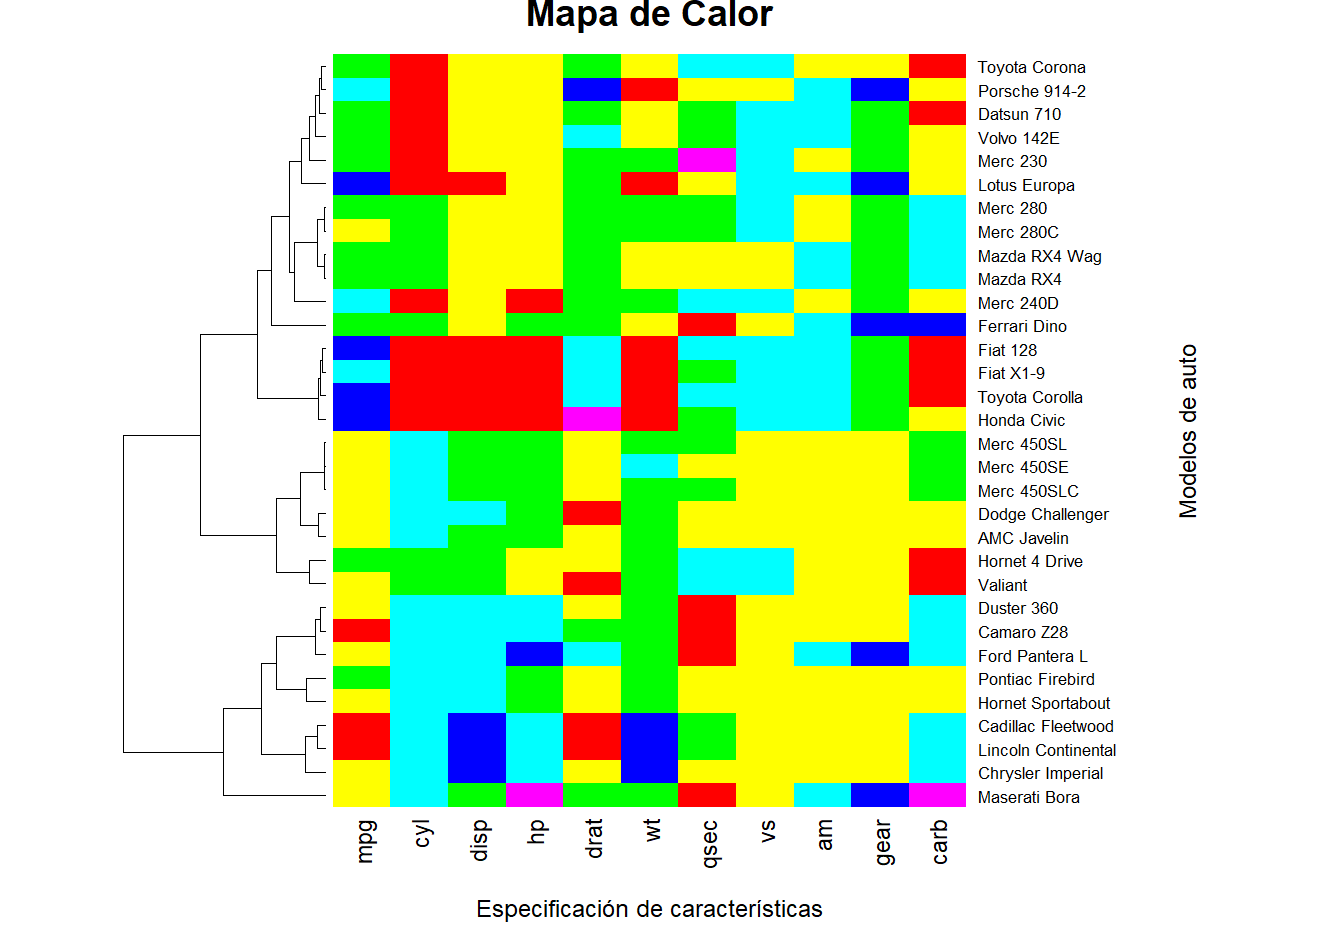 Mapa de Calor
Toyota Corona
Porsche 914-2
Datsun 710
Volvo 142E
Merc 230
Lotus Europa
Merc 280
Merc 280C
Mazda RX4 Wag
Mazda RX4
Merc 240D
Ferrari Dino
Fiat 128
Fiat X1-9
Toyota Corolla
Honda Civic
Merc 450SL
Merc 450SE
Merc 450SLC
Dodge Challenger
AMC Javelin
Hornet 4 Drive
Valiant
Duster 360
Camaro Z28
Ford Pantera L
Pontiac Firebird
Hornet Sportabout
Cadillac Fleetwood
Lincoln Continental
Chrysler Imperial
Maserati Bora
Modelos de auto
mpg
cyl
disp
hp
drat
wt
qsec
vs
am
gear
carb
Especificación de características